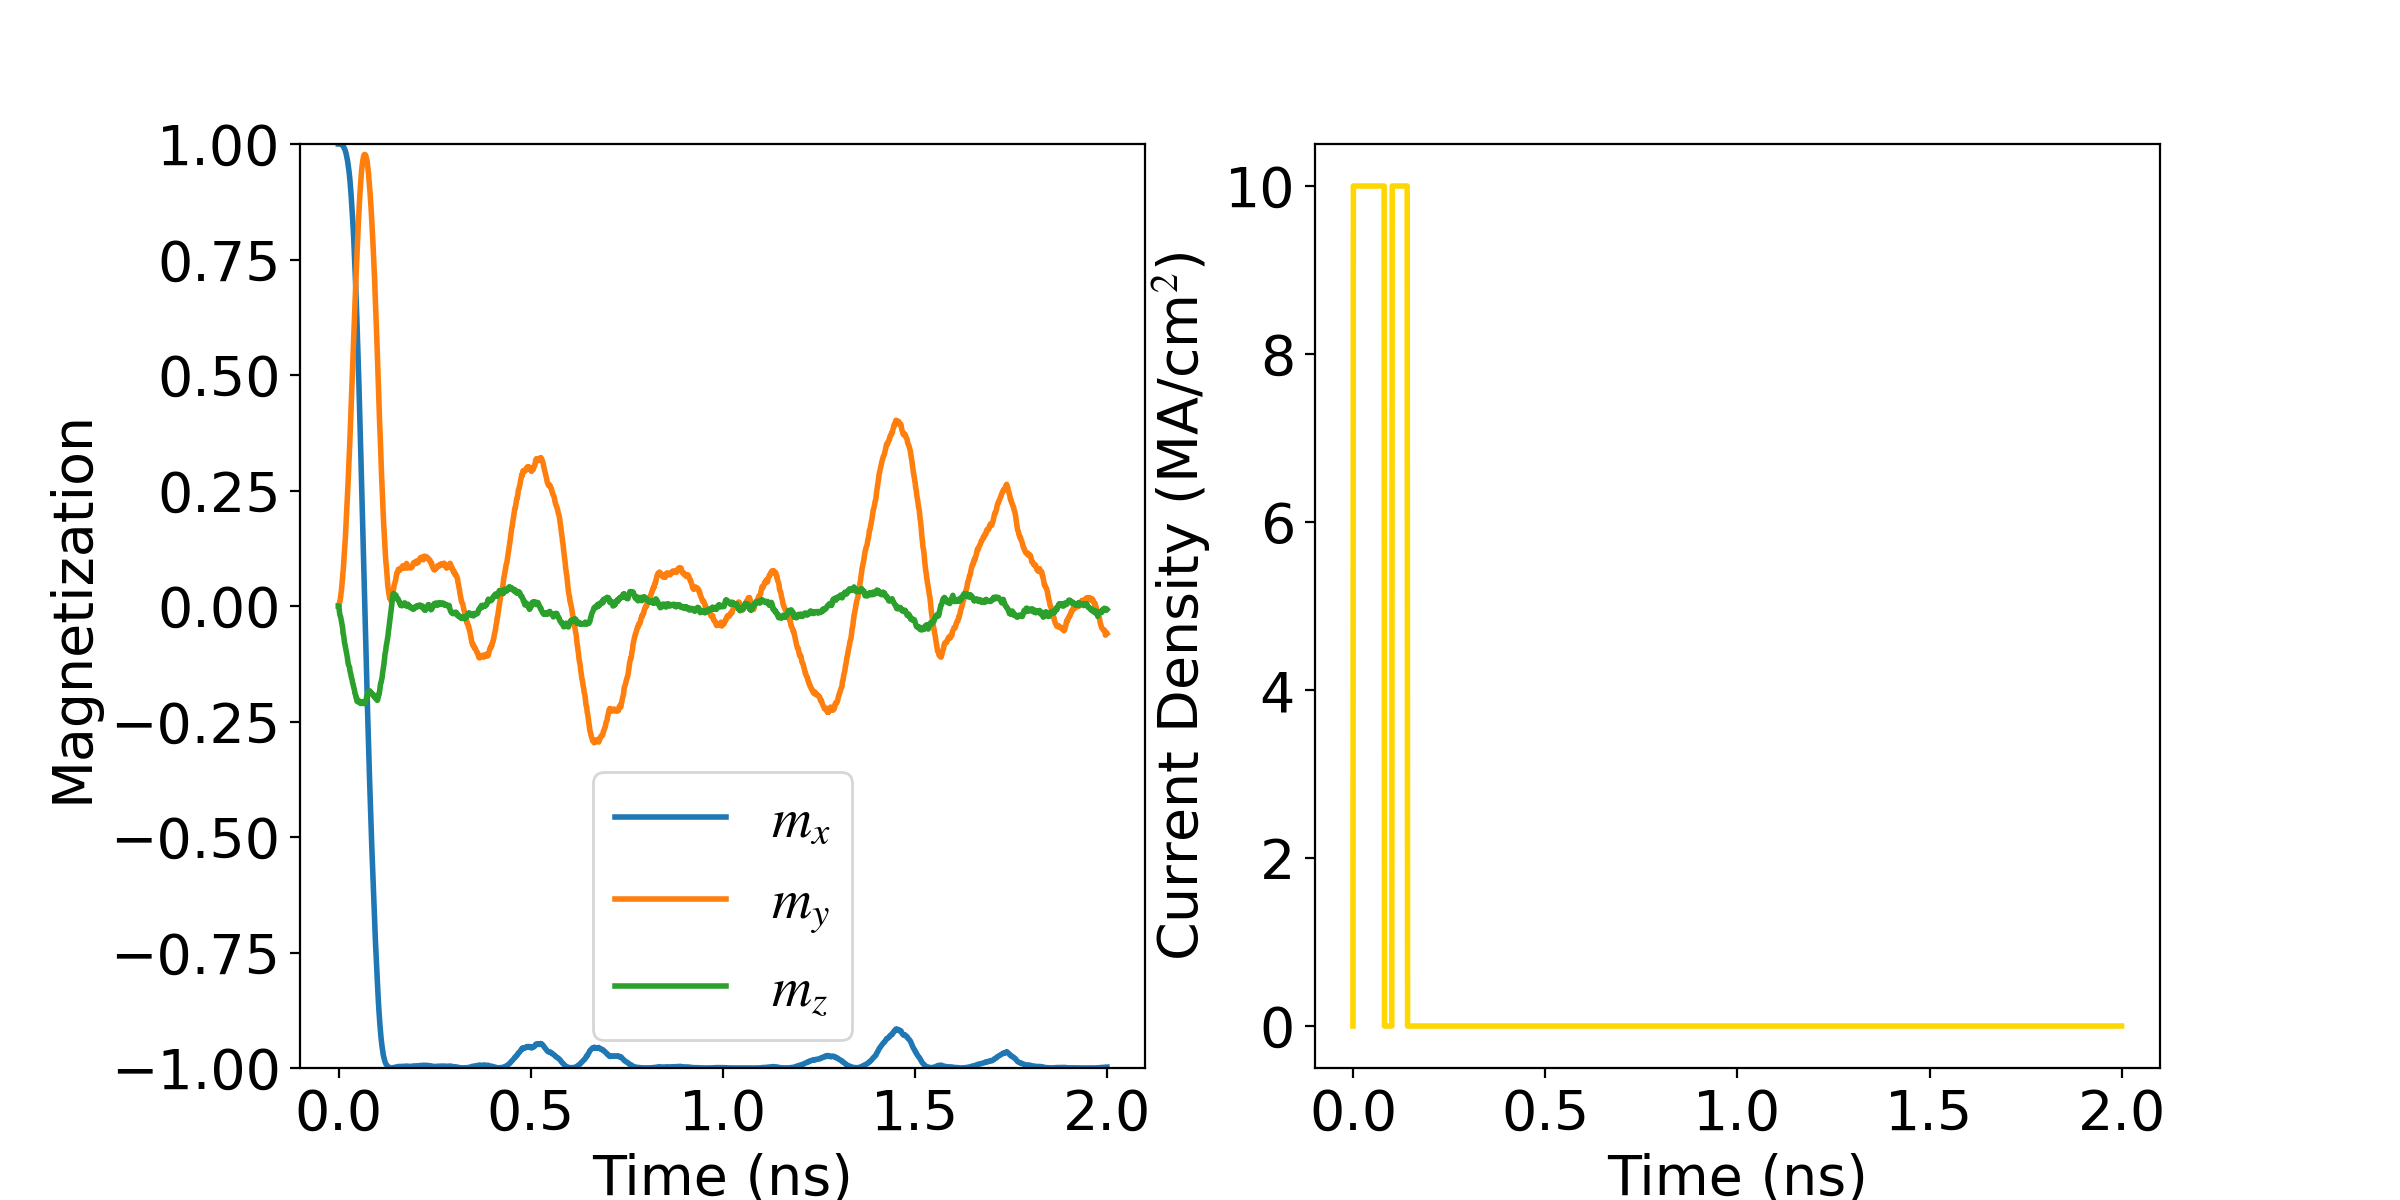 Magnetization
1.00
0.75
0.50
0.25
0.00
−0.25
−0.50
−0.75
−1.00
0.0 0.5 1.0 1.5 2.0
Time (ns)
m_x
m_y
m_z
Current Density (MA/cm²)
10
8
6
4
2
0
0.0 0.5 1.0 1.5 2.0
Time (ns)